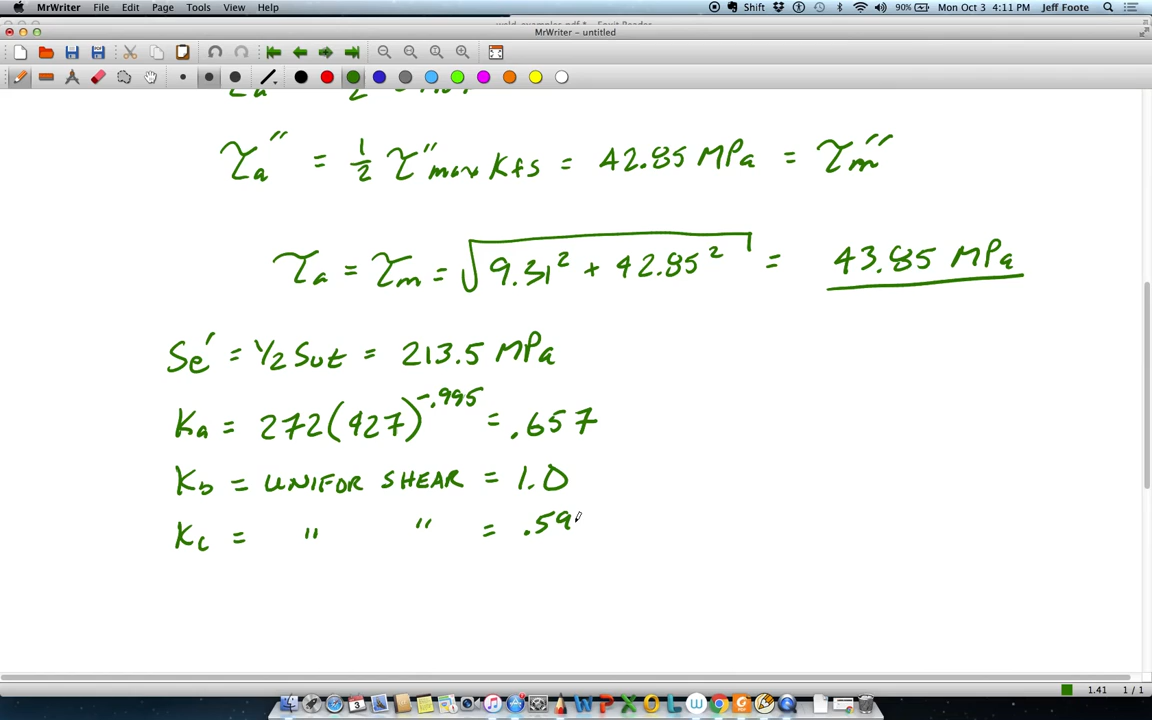 MrWriter File Edit Pages Tools View Help Shift 90% Mon Oct 3 4:11 PM Jeff Foote
MrWriter – untitled
τa'' = 1/2 τ''max Kfs = 42.85 MPa = τm''
τa = τm = √9.31² + 42.85² = 43.85 MPa
Se' = 1/2 Sut = 213.5 MPa
Ka = 272(427)^-.995 = .657
Kb = UNIFOR SHEAR = 1.0
Kc = " " = .59
1.41 1 / 1